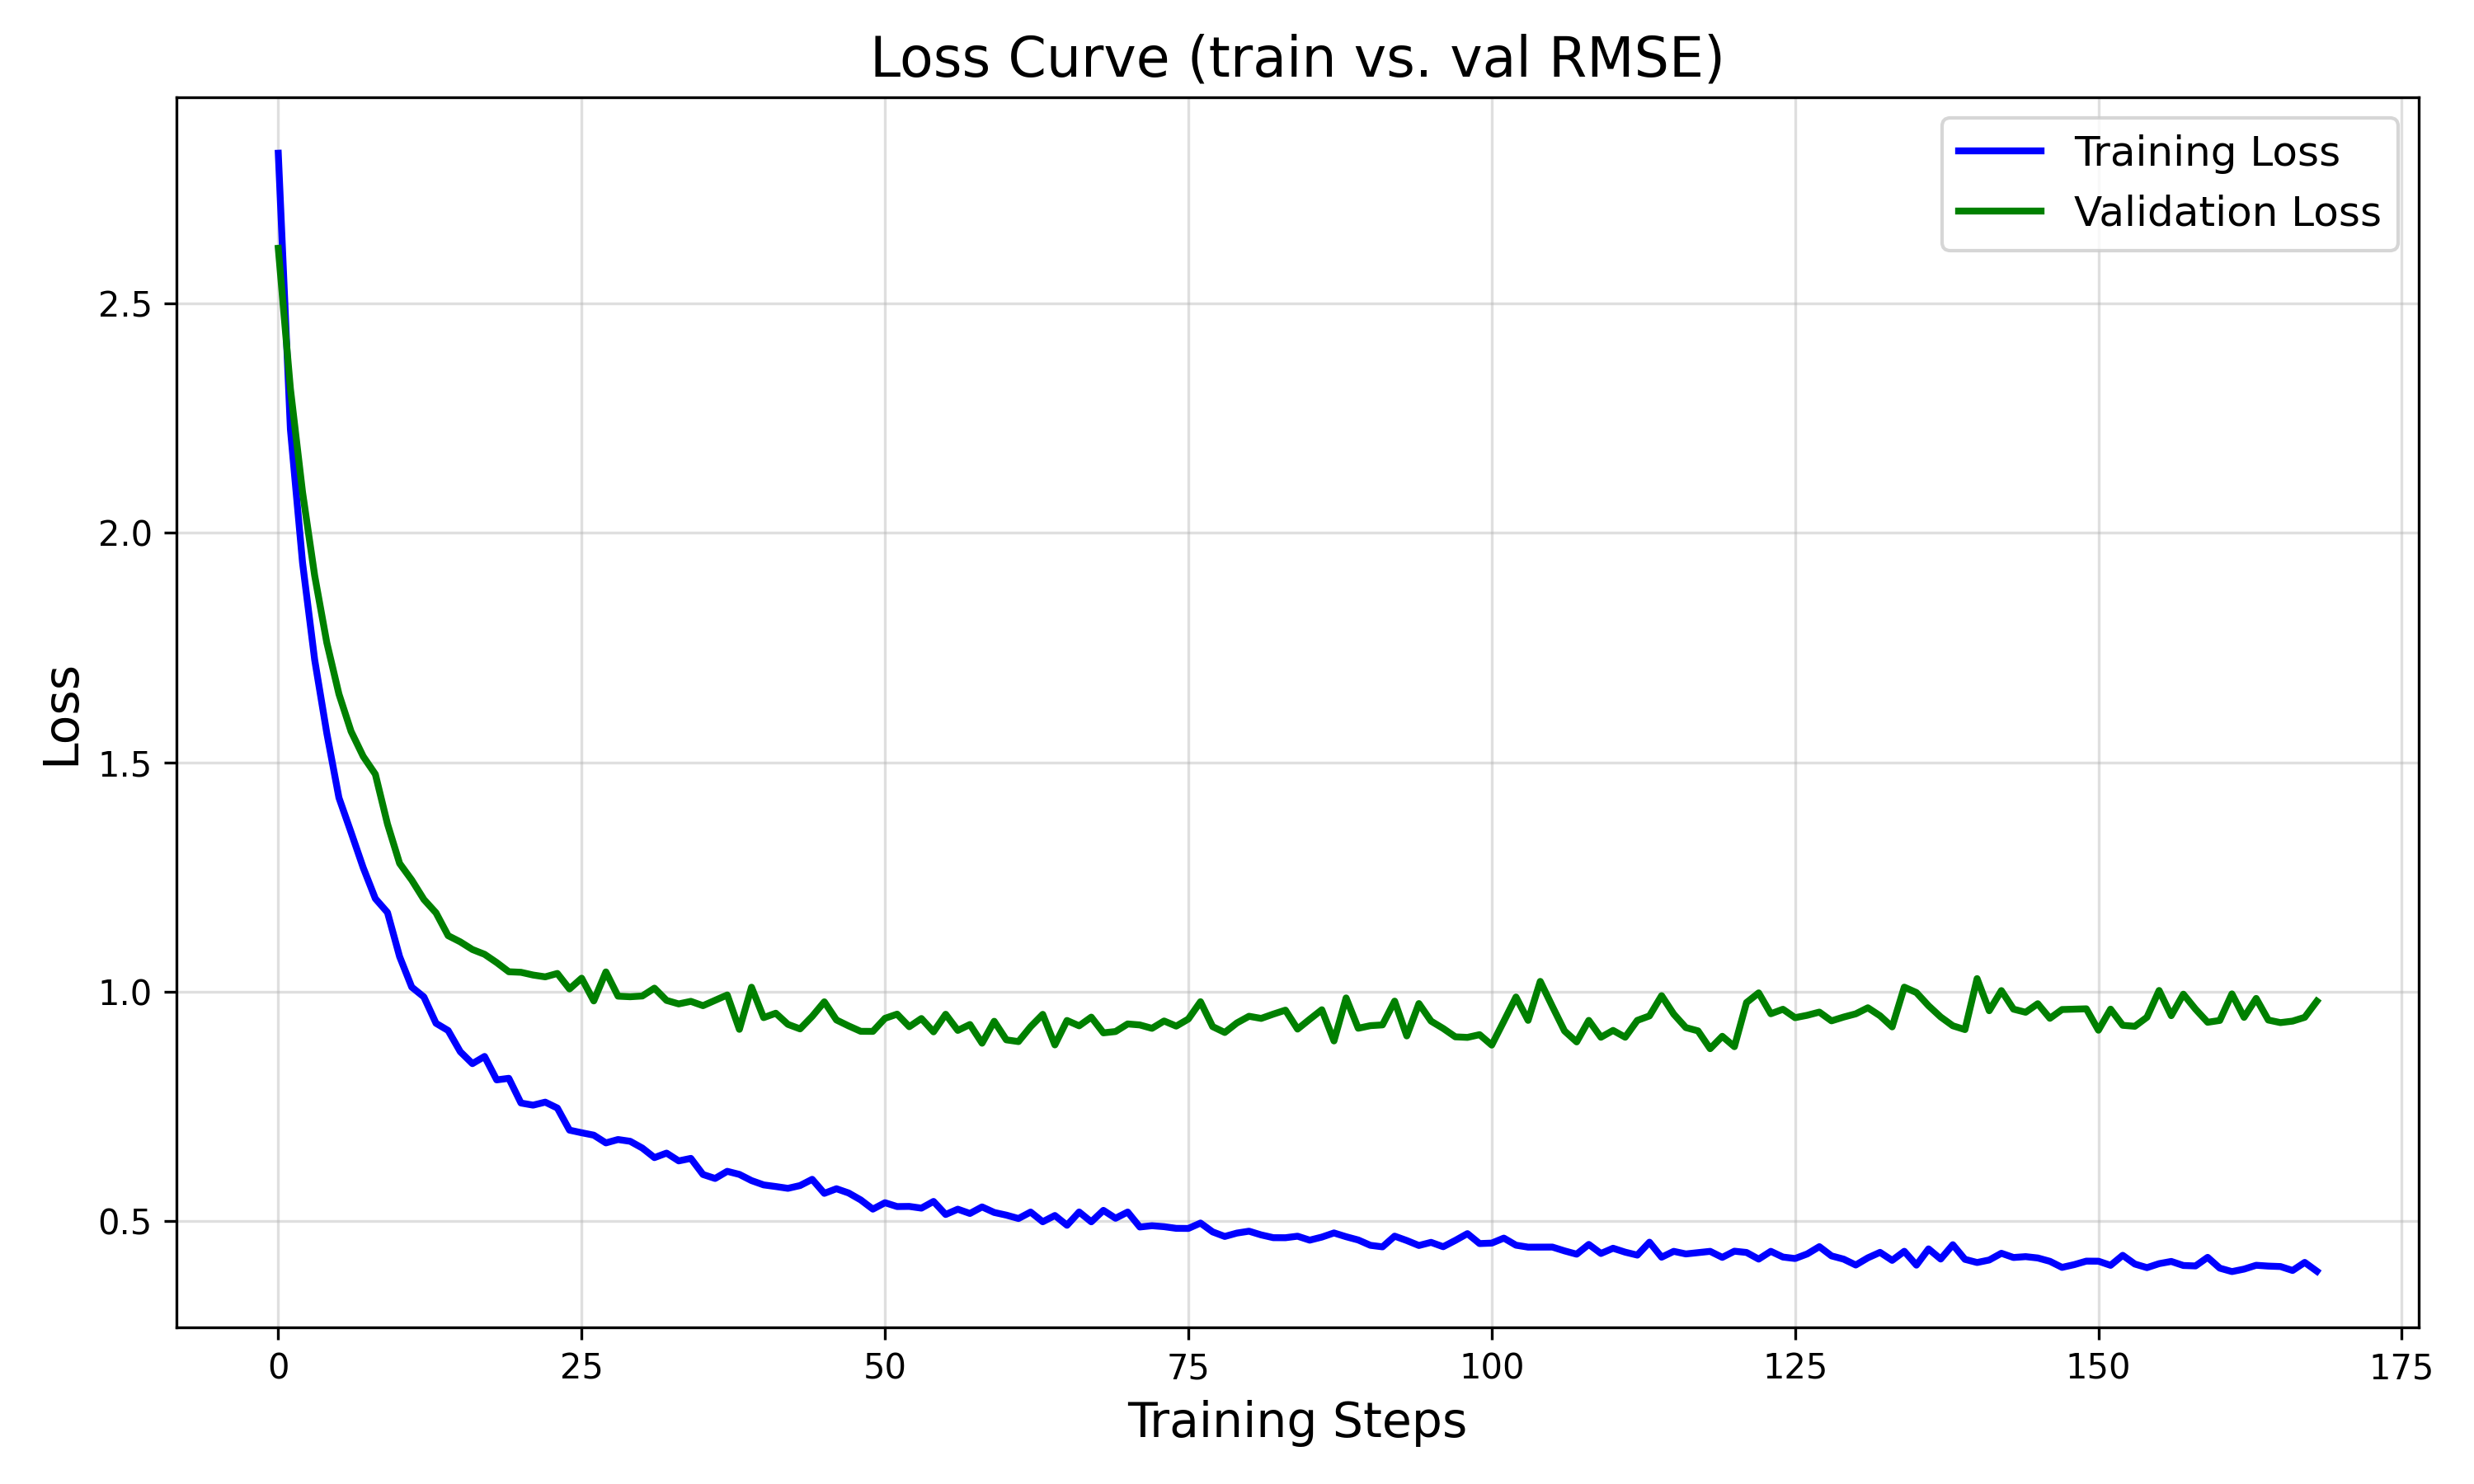 Loss Curve (train vs. val RMSE)
Training Loss
Validation Loss
Loss
2.5
2.0
1.5
1.0
0.5
0 25 50 75 100 125 150 175
Training Steps